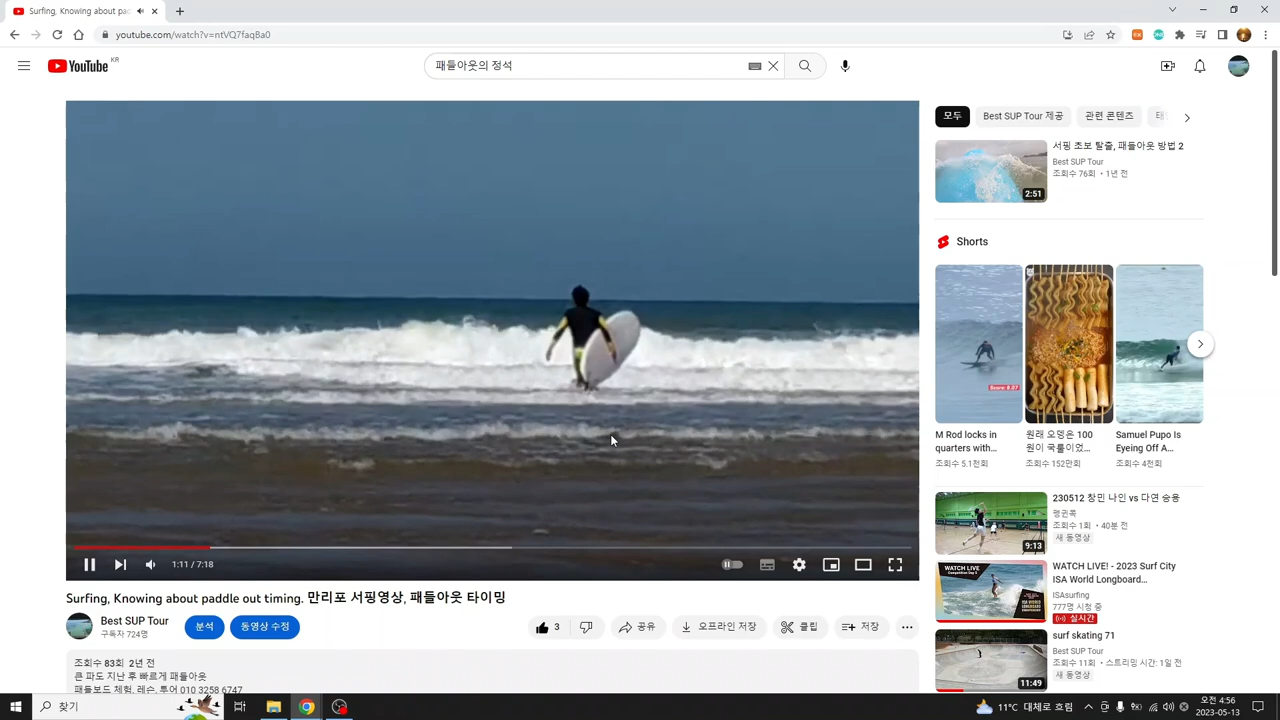 Surfing, Knowing about pac
youtube.com/watch?v=ntVQ7faqBa0
YouTube KR
패들아웃의 정석
모두
Best SUP Tour 제공
관련 콘텐츠
서핑 초보 탈출, 패들아웃 방법 2
Best SUP Tour
조회수 76회 • 1년 전
2:51
Shorts
Score: 8.07
M Rod locks in quarters with...
원래 오뎅은 100원이 국룰이었...
Samuel Pupo Is Eyeing Off A...
조회수 5.1천회
조회수 152만회
조회수 4천회
230512 창민 나인 vs 다연 승용
맹귄콕
조회수 1회 • 40분 전
새 동영상
9:13
WATCH LIVE! - 2023 Surf City
ISA World Longboard...
ISAsurfing
777명 시청 중
실시간
WATCH LIVE
surf skating 71
Best SUP Tour
조회수 11회 • 스트리밍 시간: 1일 전
새 동영상
11:49
1:11 / 7:18
Surfing, Knowing about paddle out timing. 만리포 서핑영상, 패들아웃 타이밍
Best SUP Tour
구독자 724명
분석
동영상 수정
3
공유
오프라인 저장
클립
저장
조회수 83회 2년 전
큰 파도 지난 후 빠르게 패들아웃
패들보드 체험, 레슨, 투어 010 3258 6747
찾기
11°C 대체로 흐림
오전 4:56
2023-05-13